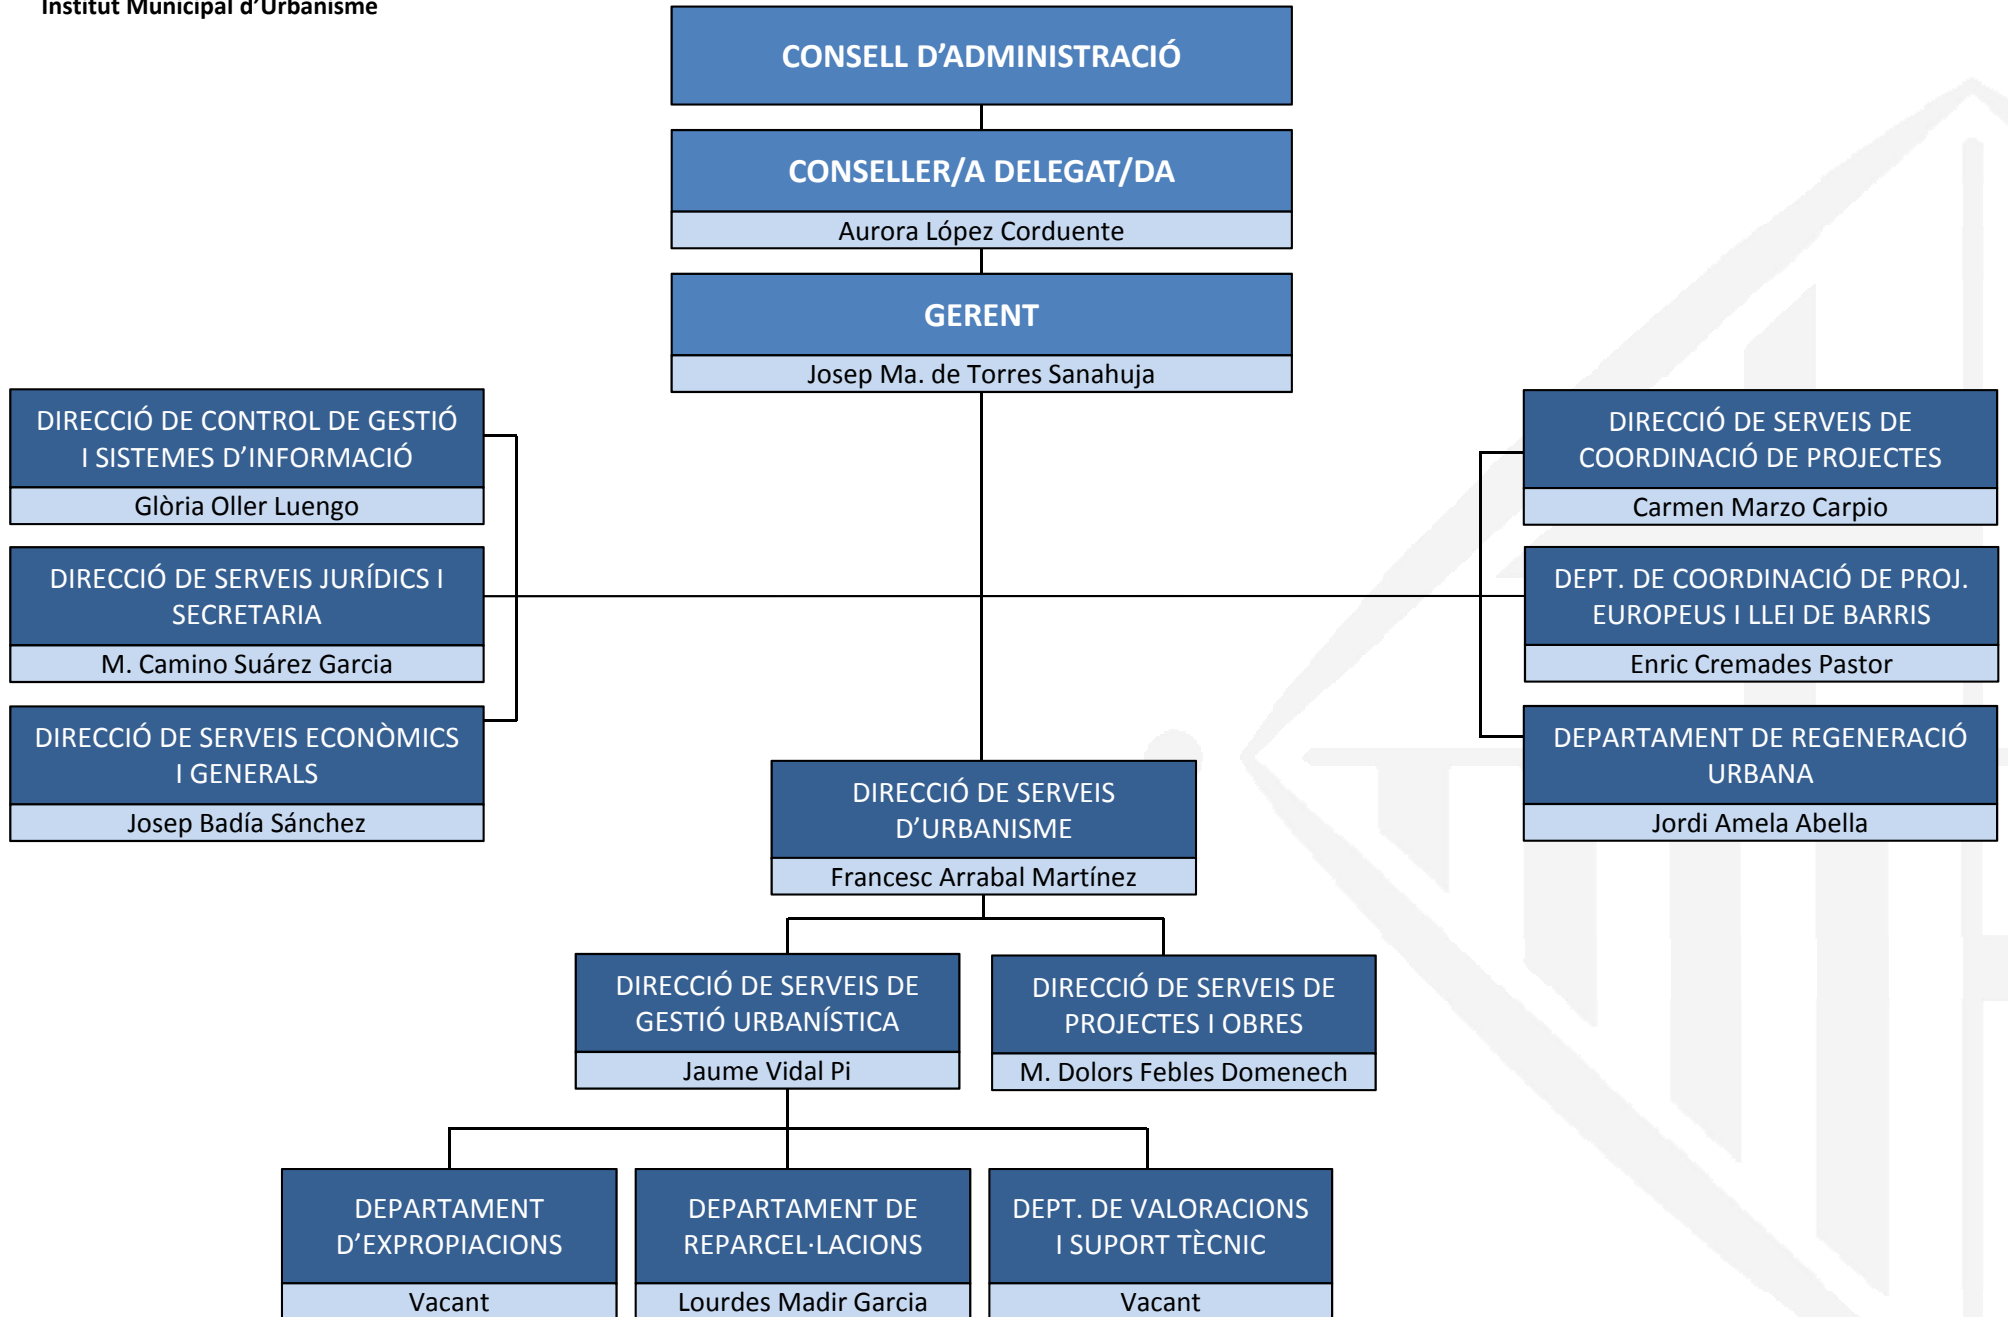 Institut Municipal d’Urbanisme
CONSELL D’ADMINISTRACIÓ
CONSELLER/A DELEGAT/DA
Aurora López Corduente
GERENT
Josep Ma. de Torres Sanahuja
DIRECCIÓ DE CONTROL DE GESTIÓ
I SISTEMES D’INFORMACIÓ
Glòria Oller Luengo
DIRECCIÓ DE SERVEIS JURÍDICS I
SECRETARIA
M. Camino Suárez Garcia
DIRECCIÓ DE SERVEIS ECONÒMICS
I GENERALS
Josep Badía Sánchez
DIRECCIÓ DE SERVEIS DE
COORDINACIÓ DE PROJECTES
Carmen Marzo Carpio
DEPT. DE COORDINACIÓ DE PROJ.
EUROPEUS I LLEI DE BARRIS
Enric Cremades Pastor
DEPARTAMENT DE REGENERACIÓ
URBANA
Jordi Amela Abella
DIRECCIÓ DE SERVEIS
D’URBANISME
Francesc Arrabal Martínez
DIRECCIÓ DE SERVEIS DE
GESTIÓ URBANÍSTICA
Jaume Vidal Pi
DIRECCIÓ DE SERVEIS DE
PROJECTES I OBRES
M. Dolors Febles Domenech
DEPARTAMENT
D’EXPROPIACIONS
Vacant
DEPARTAMENT DE
REPARCEL·LACIONS
Lourdes Madir Garcia
DEPT. DE VALORACIONS
I SUPORT TÈCNIC
Vacant